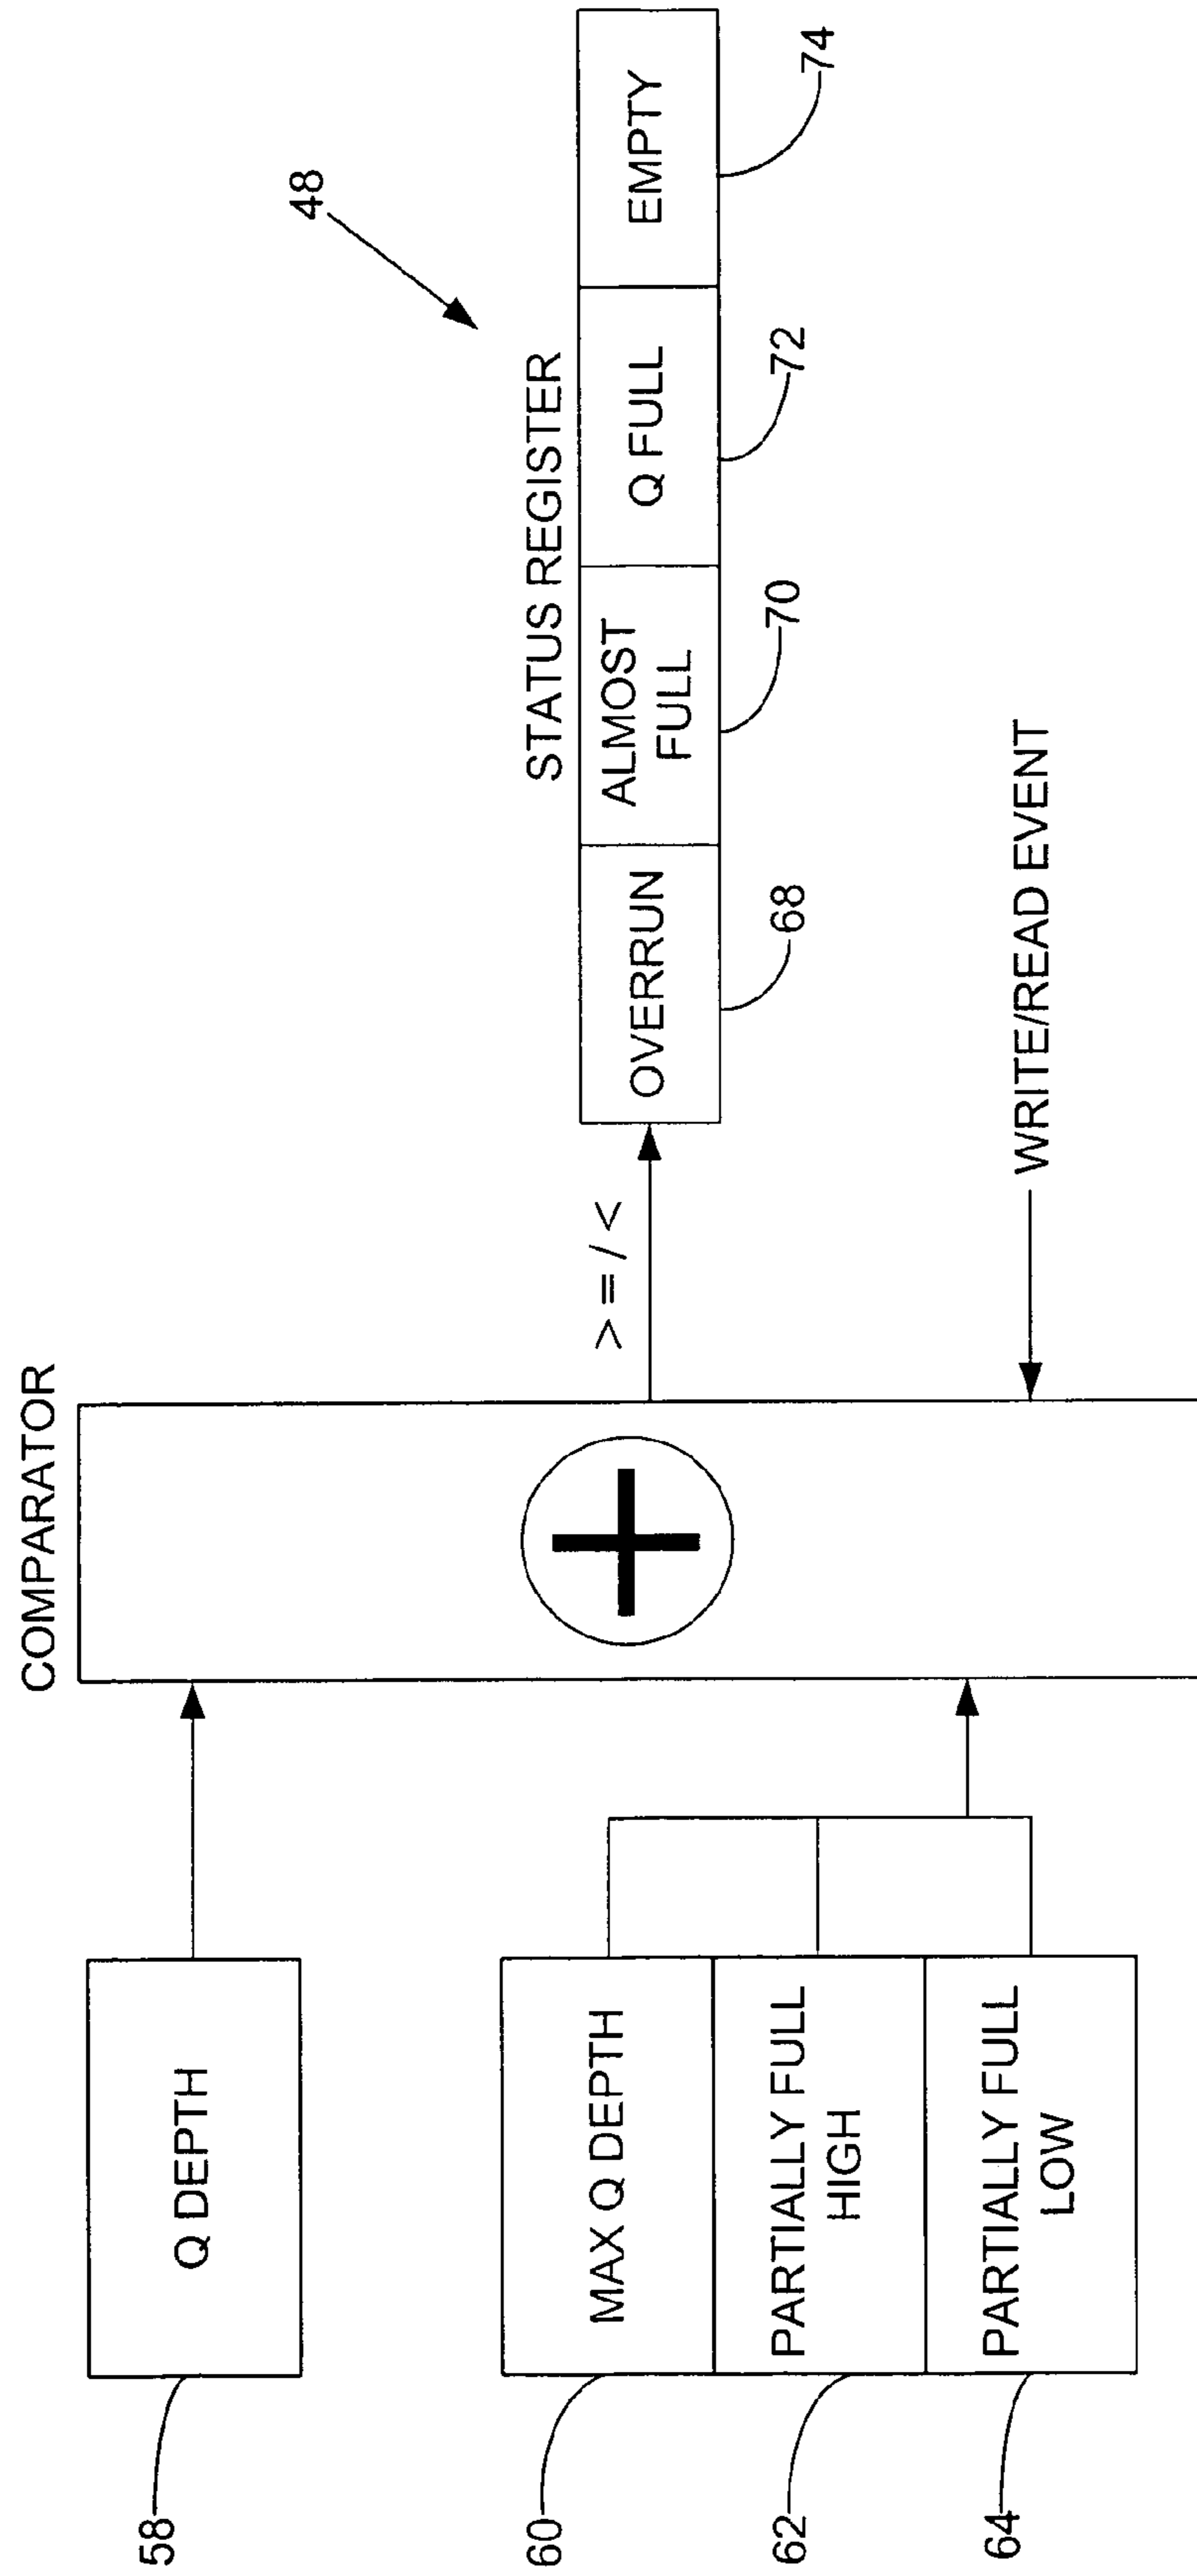 COMPARATOR
58
Q DEPTH
60
MAX Q DEPTH
62
PARTIALLY FULL
HIGH
64
PARTIALLY FULL
LOW
> = / <
48
STATUS REGISTER
OVERRUN
ALMOST
FULL
Q FULL
EMPTY
68
70
72
74
WRITE/READ EVENT